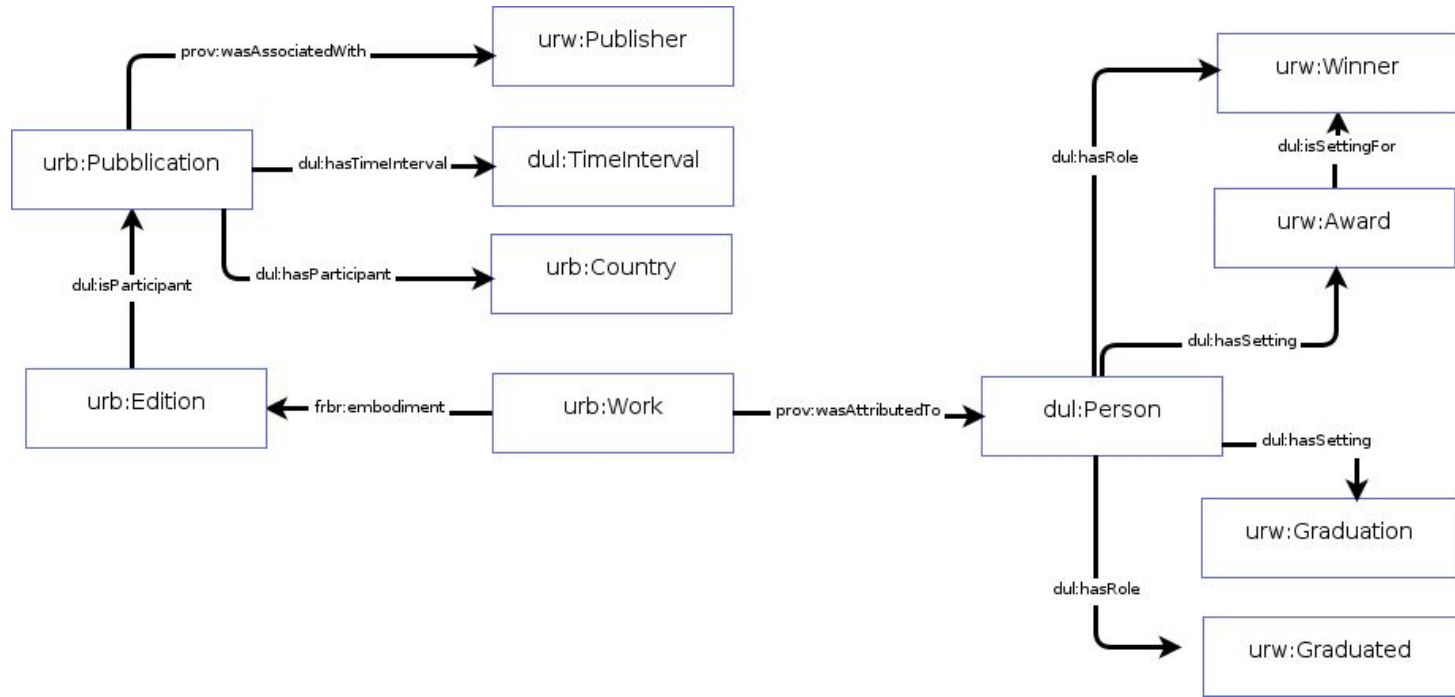 urw:Publisher
prov:wasAssociatedWith
urw:Winner
urb:Pubblication
dul:hasTimeInterval
dul:TimeInterval
dul:hasRole
dul:isSettingFor
urw:Award
dul:hasParticipant
urb:Country
dul:isParticipant
dul:hasSetting
urb:Edition
frbr:embodiment
urb:Work
prov:wasAttributedTo
dul:Person
dul:hasSetting
urw:Graduation
dul:hasRole
urw:Graduated